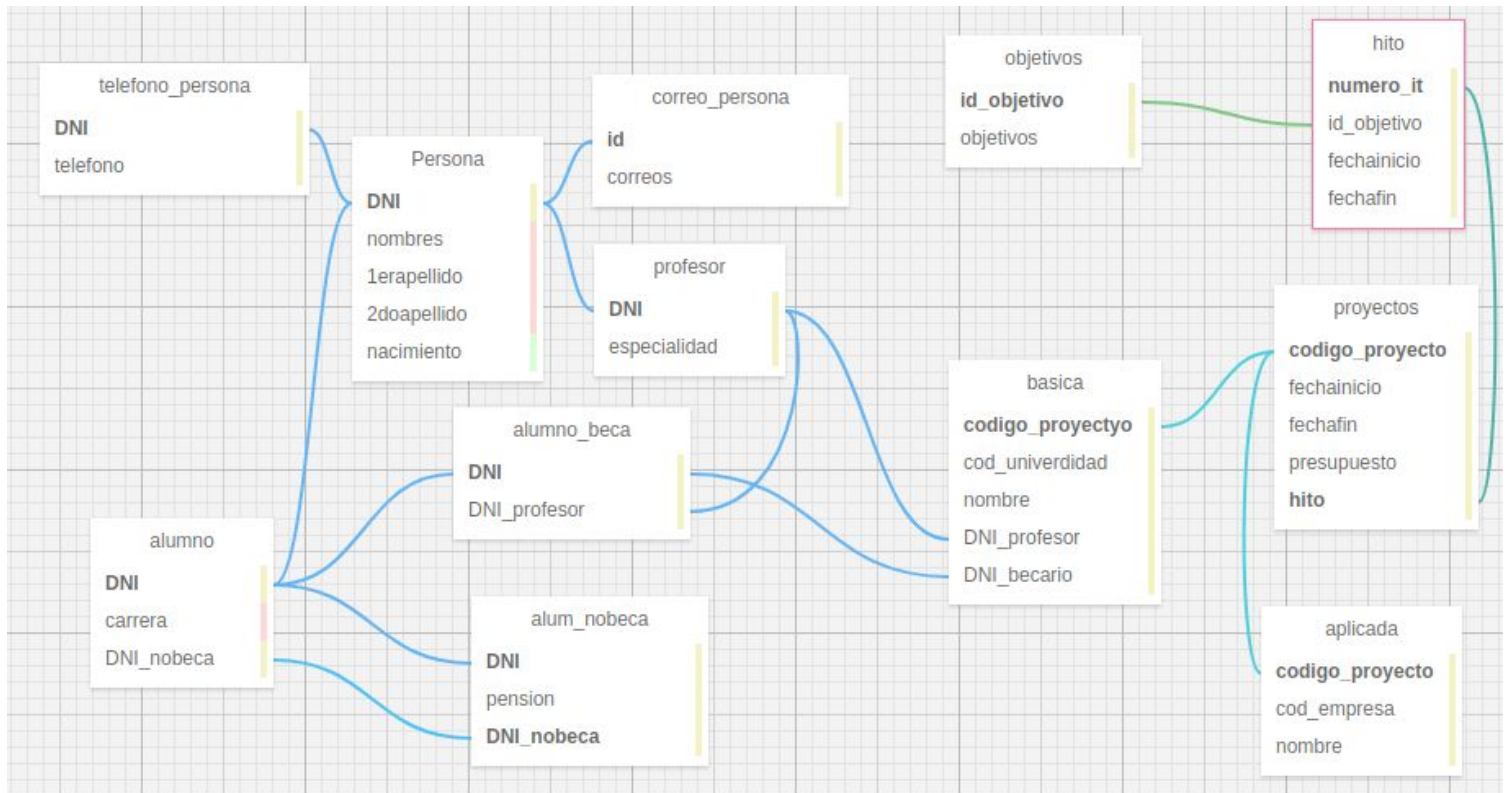 telefono_persona
DNI
telefono
Persona
DNI
nombres
1erapellido
2doapellido
nacimiento
correo_persona
id
correos
profesor
DNI
especialidad
alumno_beca
DNI
DNI_profesor
alumno
DNI
carrera
DNI_nobeca
alum_nobeca
DNI
pension
DNI_nobeca
objetivos
id_objetivo
objetivos
hito
numero_it
id_objetivo
fechainicio
fechafin
basica
codigo_proyectyo
cod_univerdidad
nombre
DNI_profesor
DNI_becario
proyectos
codigo_proyecto
fechainicio
fechafin
presupuesto
hito
aplicada
codigo_proyecto
cod_empresa
nombre